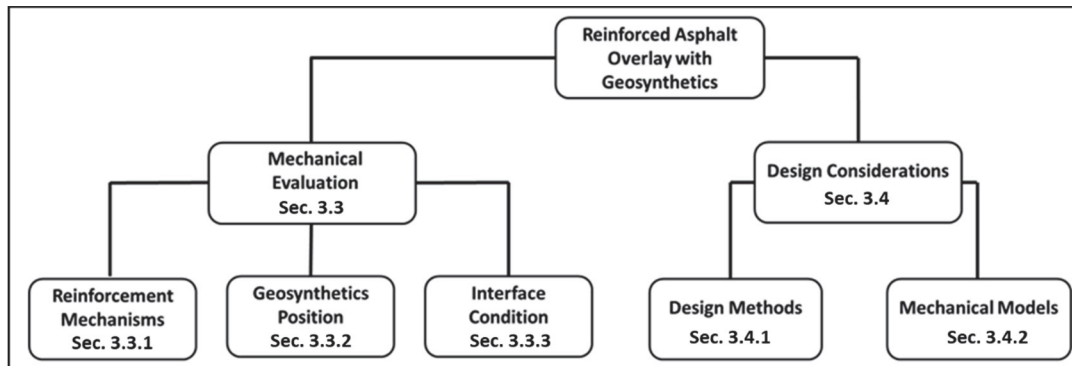 Reinforced Asphalt
Overlay with
Geosynthetics
Mechanical
Evaluation
Sec. 3.3
Design Considerations
Sec. 3.4
Reinforcement
Mechanisms
Sec. 3.3.1
Geosynthetics
Position
Sec. 3.3.2
Interface
Condition
Sec. 3.3.3
Design Methods
Sec. 3.4.1
Mechanical Models
Sec. 3.4.2